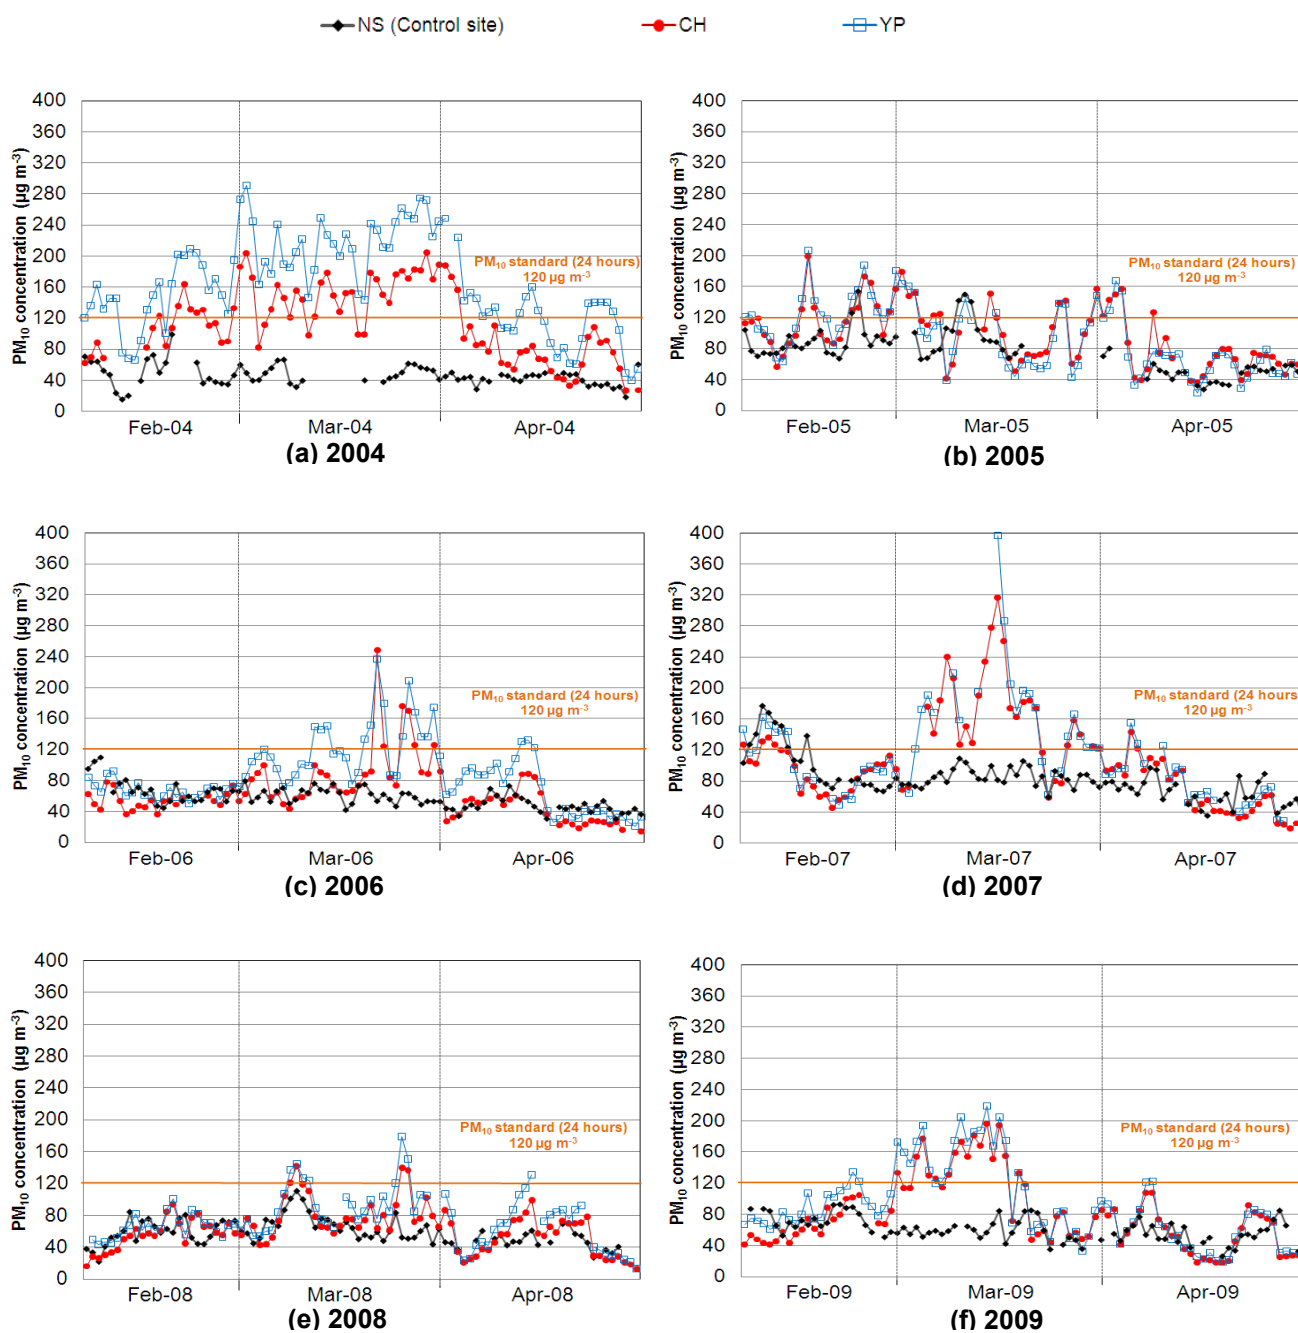 NS (Control site) CH YP
PM₁₀ concentration (µg m⁻³)
400
360
320
280
240
200
160
120
80
40
0
PM₁₀ standard (24 hours)
120 µg m⁻³
Feb-04 Mar-04 Apr-04
(a) 2004
PM₁₀ concentration (µg m⁻³)
400
360
320
280
240
200
160
120
80
40
0
PM₁₀ standard (24 hours)
120 µg m⁻³
Feb-05 Mar-05 Apr-05
(b) 2005
PM₁₀ concentration (µg m⁻³)
400
360
320
280
240
200
160
120
80
40
0
PM₁₀ standard (24 hours)
120 µg m⁻³
Feb-06 Mar-06 Apr-06
(c) 2006
PM₁₀ concentration (µg m⁻³)
400
360
320
280
240
200
160
120
80
40
0
PM₁₀ standard (24 hours)
120 µg m⁻³
Feb-07 Mar-07 Apr-07
(d) 2007
PM₁₀ concentration (µg m⁻³)
400
360
320
280
240
200
160
120
80
40
0
PM₁₀ standard (24 hours)
120 µg m⁻³
Feb-08 Mar-08 Apr-08
(e) 2008
PM₁₀ concentration (µg m⁻³)
400
360
320
280
240
200
160
120
80
40
0
PM₁₀ standard (24 hours)
120 µg m⁻³
Feb-09 Mar-09 Apr-09
(f) 2009